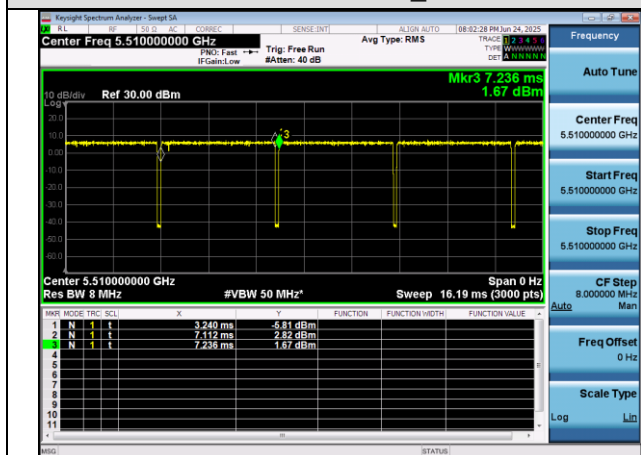 Keysight Spectrum Analyzer - Swept SA
RL RF 50 Ω AC CORREC SENSE:INT ALIGN AUTO 08:02:28 PM Jun 24, 2025
Center Freq 5.510000000 GHz Avg Type: RMS TRACE 1 2 3 4 5 6
PNO: Fast Trig: Free Run TYPE WWWWWW
IFGain:Low #Atten: 40 dB DET A N N N N N
Mkr3 7.236 ms
10 dB/div Ref 30.00 dBm 1.67 dBm
Log
20.0
10.0
0.00
-10.0
-20.0
-30.0
-40.0
-50.0
-60.0
1
3
Center 5.510000000 GHz Span 0 Hz
Res BW 8 MHz #VBW 50 MHz* Sweep 16.19 ms (3000 pts)
MKR MODE TRC SCL X Y FUNCTION FUNCTION WIDTH FUNCTION VALUE
1 N 1 t 3.240 ms -5.81 dBm
2 N 1 t 7.112 ms 2.82 dBm
3 N 1 t 7.236 ms 1.67 dBm
4
5
6
7
8
9
10
11
MSG STATUS
Frequency
Auto Tune
Center Freq
5.510000000 GHz
Start Freq
5.510000000 GHz
Stop Freq
5.510000000 GHz
CF Step
8.000000 MHz
Auto Man
Freq Offset
0 Hz
Scale Type
Log Lin